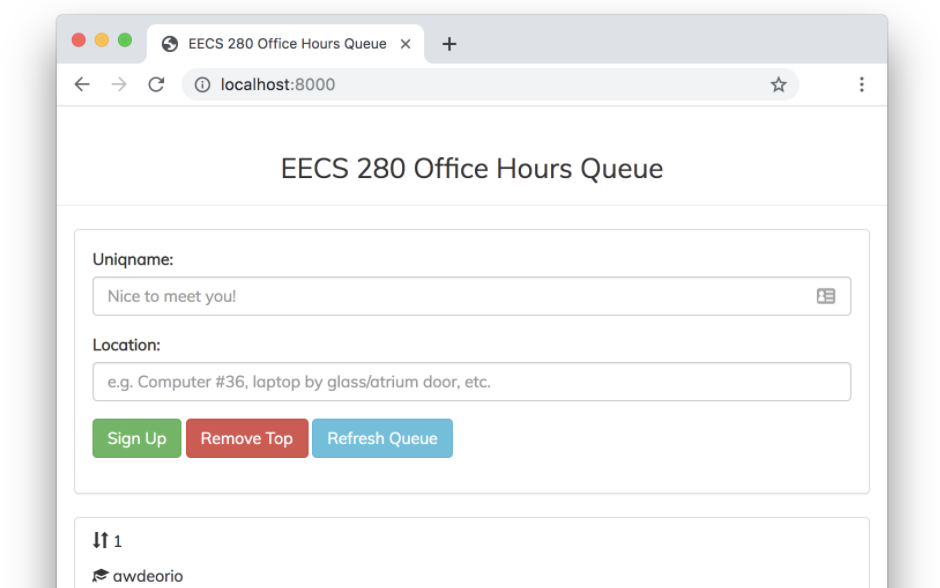 EECS 280 Office Hours Queue
localhost:8000
EECS 280 Office Hours Queue
Uniqname:
Nice to meet you!
Location:
e.g. Computer #36, laptop by glass/atrium door, etc.
Sign Up Remove Top Refresh Queue
1
awdeorio